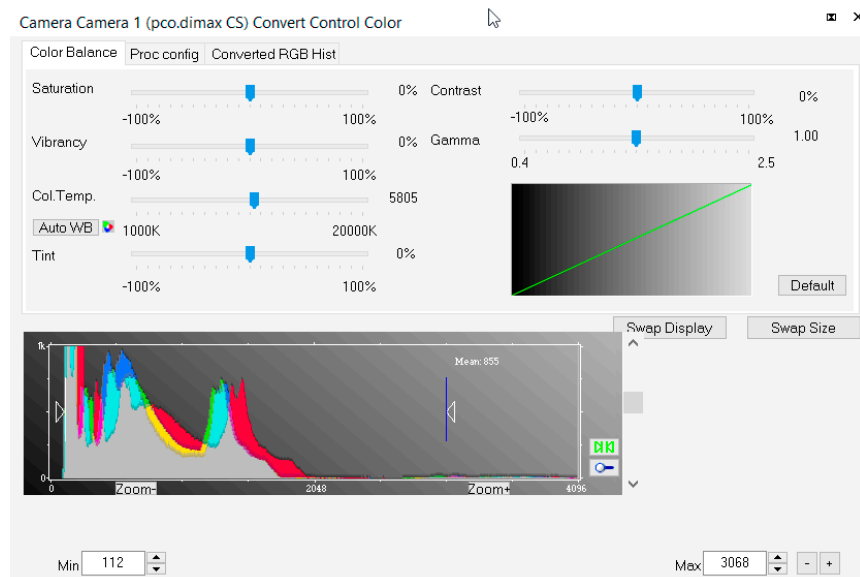 Camera Camera 1 (pco.dimax CS) Convert Control Color
Color Balance Proc config Converted RGB Hist
Saturation 0% Contrast 0%
-100% 100% -100% 100%
Vibrancy 0% Gamma 1.00
-100% 100% 0.4 2.5
Col.Temp. 5805
Auto WB 1000K 20000K
Tint 0%
-100% 100% Default
Swap Display Swap Size
1k
Mean: 855
0
0 Zoom- 2048 Zoom+ 4096
Min 112 Max 3068 - +